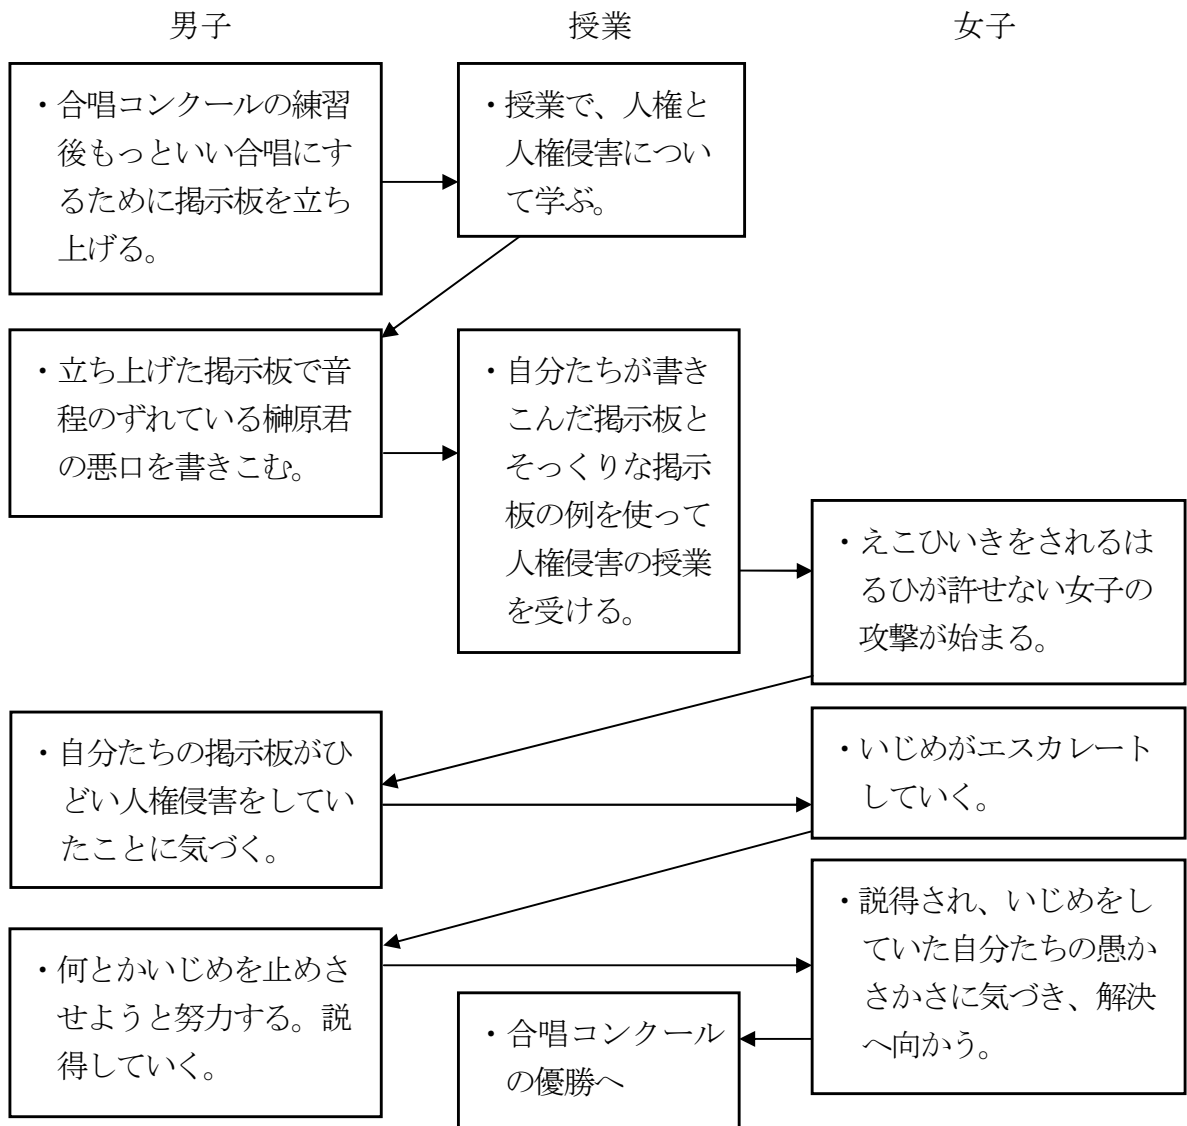 男子
授業
女子
・合唱コンクールの練習
後もっといい合唱にす
るために掲示板を立ち
上げる。
・授業で、人権と
人権侵害につい
て学ぶ。
・立ち上げた掲示板で音
程のずれている榊原君
の悪口を書きこむ。
・自分たちが書き
こんだ掲示板と
そっくりな掲示
板の例を使って
人権侵害の授業
を受ける。
・えこひいきをされるは
るひが許せない女子の
攻撃が始まる。
・自分たちの掲示板がひ
どい人権侵害をしてい
たことに気づく。
・いじめがエスカレート
していく。
・何とかいじめを止めさ
せようと努力する。説
得していく。
・説得され、いじめをし
ていた自分たちの愚か
さかさに気づき、解決
へ向かう。
・合唱コンクール
の優勝へ